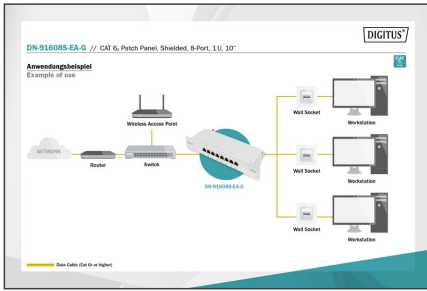 DIGITUS®
DN-91608S-EA-G // CAT 6A Patch Panel, Shielded, 8-Port, 1U, 10"
CAT
Anwendungsbeispiel
Example of use
Wireless Access Point
Wall Socket
Workstation
NETWORK
Router
Switch
DN-91608S-EA-G
Wall Socket
Workstation
Wall Socket
Workstation
Data Cable (Cat 6A or higher)